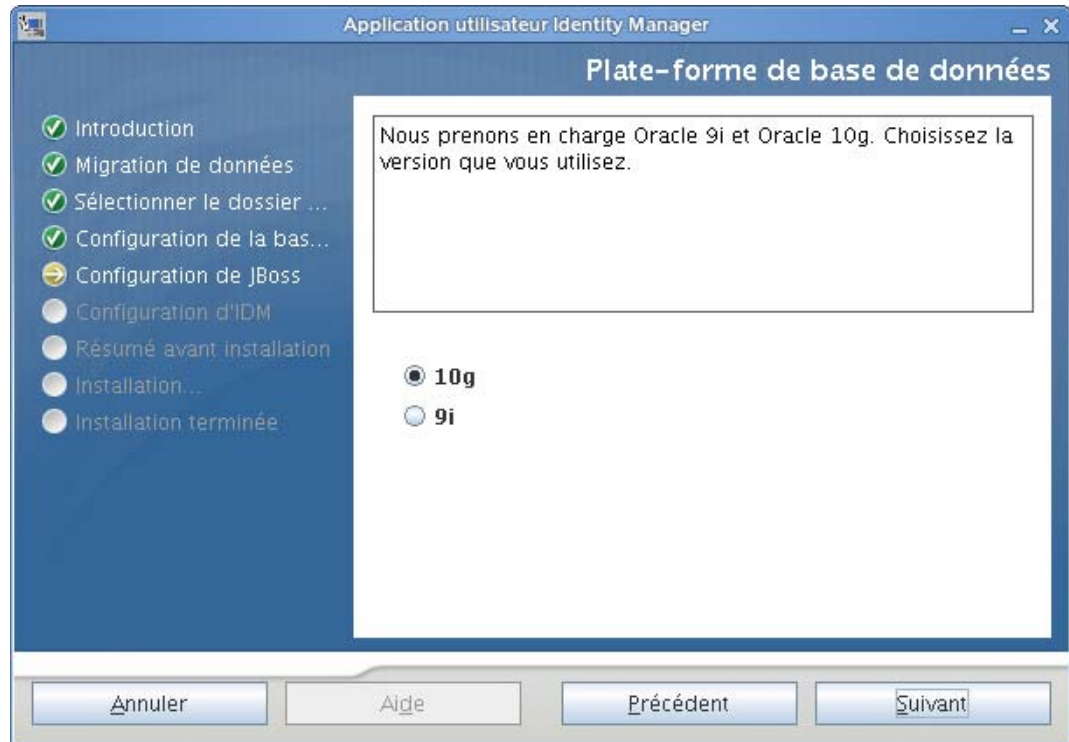 Application utilisateur Identity Manager
Plate-forme de base de données
Introduction
Migration de données
Sélectionner le dossier ...
Configuration de la bas...
Configuration de JBoss
Configuration d'IDM
Résumé avant installation
Installation...
Installation terminée
Nous prenons en charge Oracle 9i et Oracle 10g. Choisissez la
version que vous utilisez.
10g
9i
Annuler
Aide
Précédent
Suivant